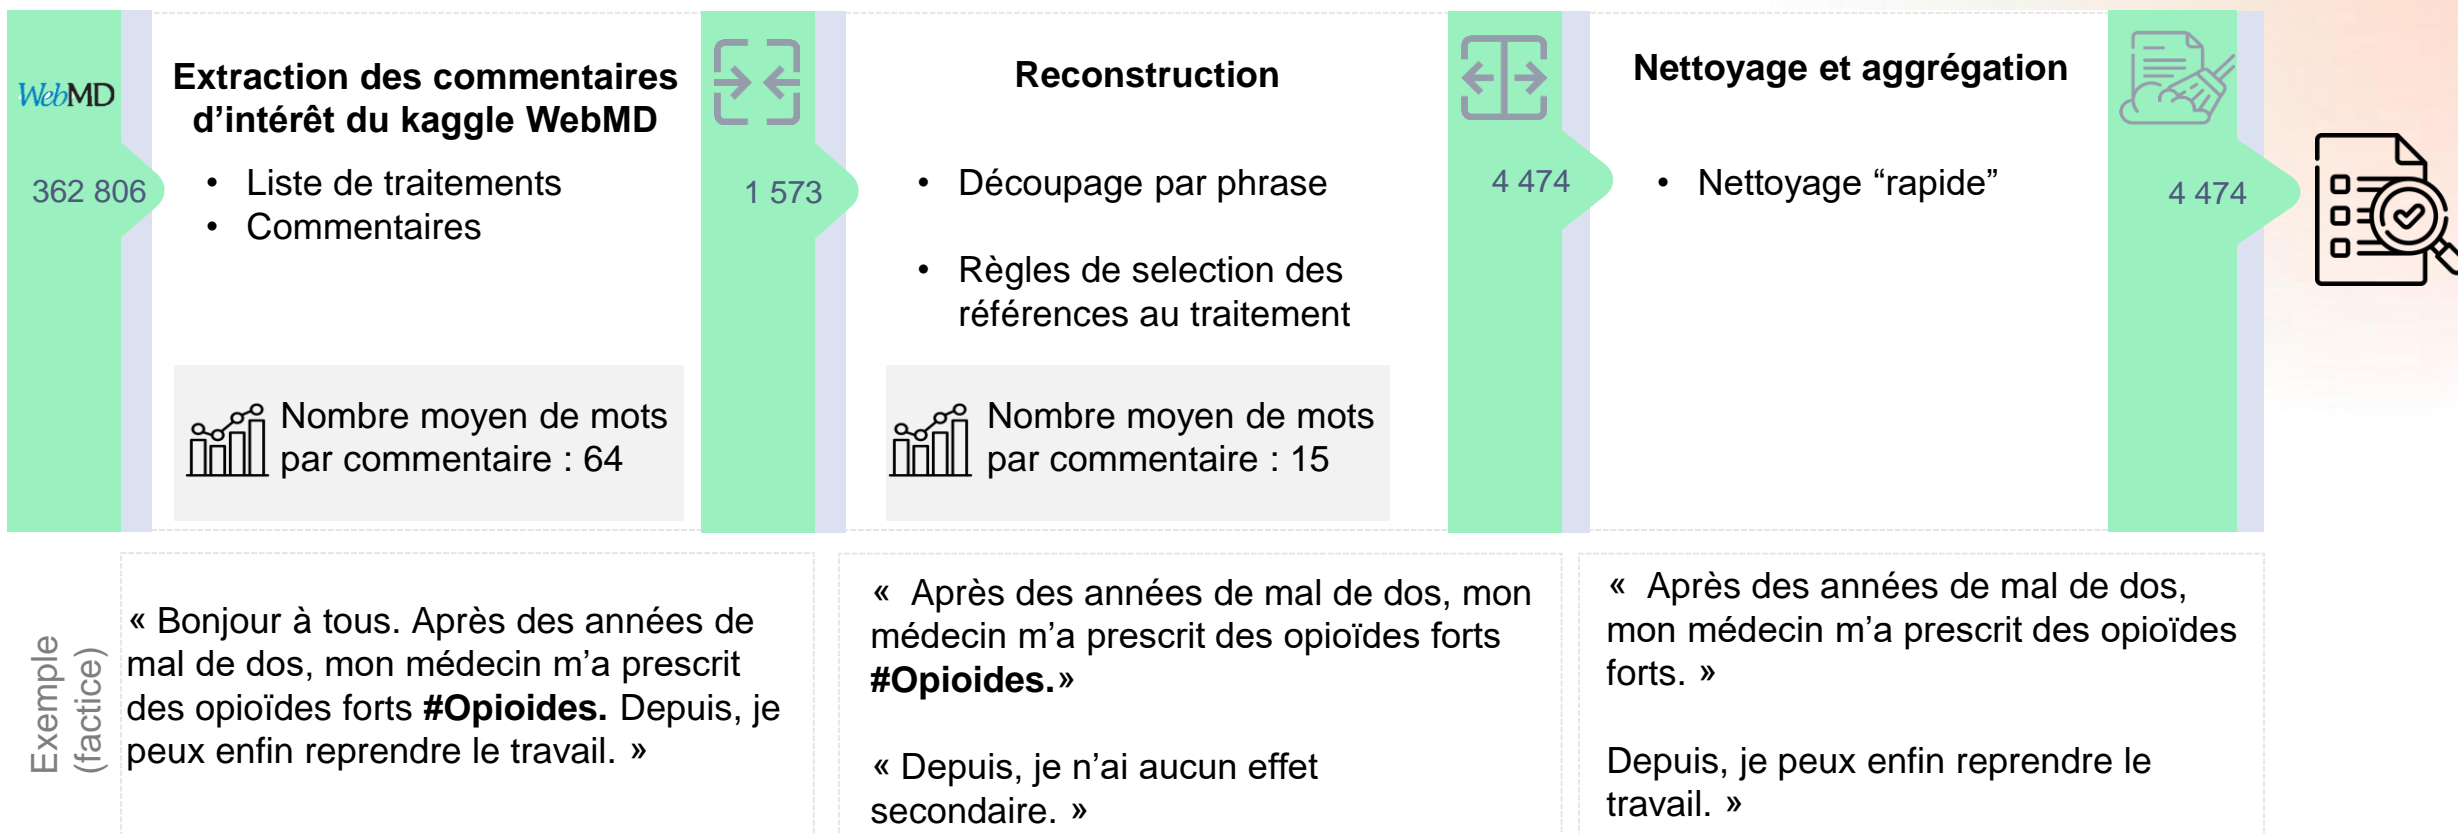 WebMD
362 806
Extraction des commentaires
d’intérêt du kaggle WebMD
• Liste de traitements
• Commentaires
Nombre moyen de mots
par commentaire : 64
1 573
Reconstruction
• Découpage par phrase
• Règles de selection des
références au traitement
Nombre moyen de mots
par commentaire : 15
4 474
Nettoyage et aggrégation
• Nettoyage “rapide”
4 474
Exemple
(factice)
« Bonjour à tous. Après des années de
mal de dos, mon médecin m’a prescrit
des opioïdes forts #Opioides. Depuis, je
peux enfin reprendre le travail. »
« Après des années de mal de dos, mon
médecin m’a prescrit des opioïdes forts
#Opioides.»
« Depuis, je n’ai aucun effet
secondaire. »
« Après des années de mal de dos,
mon médecin m’a prescrit des opioïdes
forts. »
Depuis, je peux enfin reprendre le
travail. »